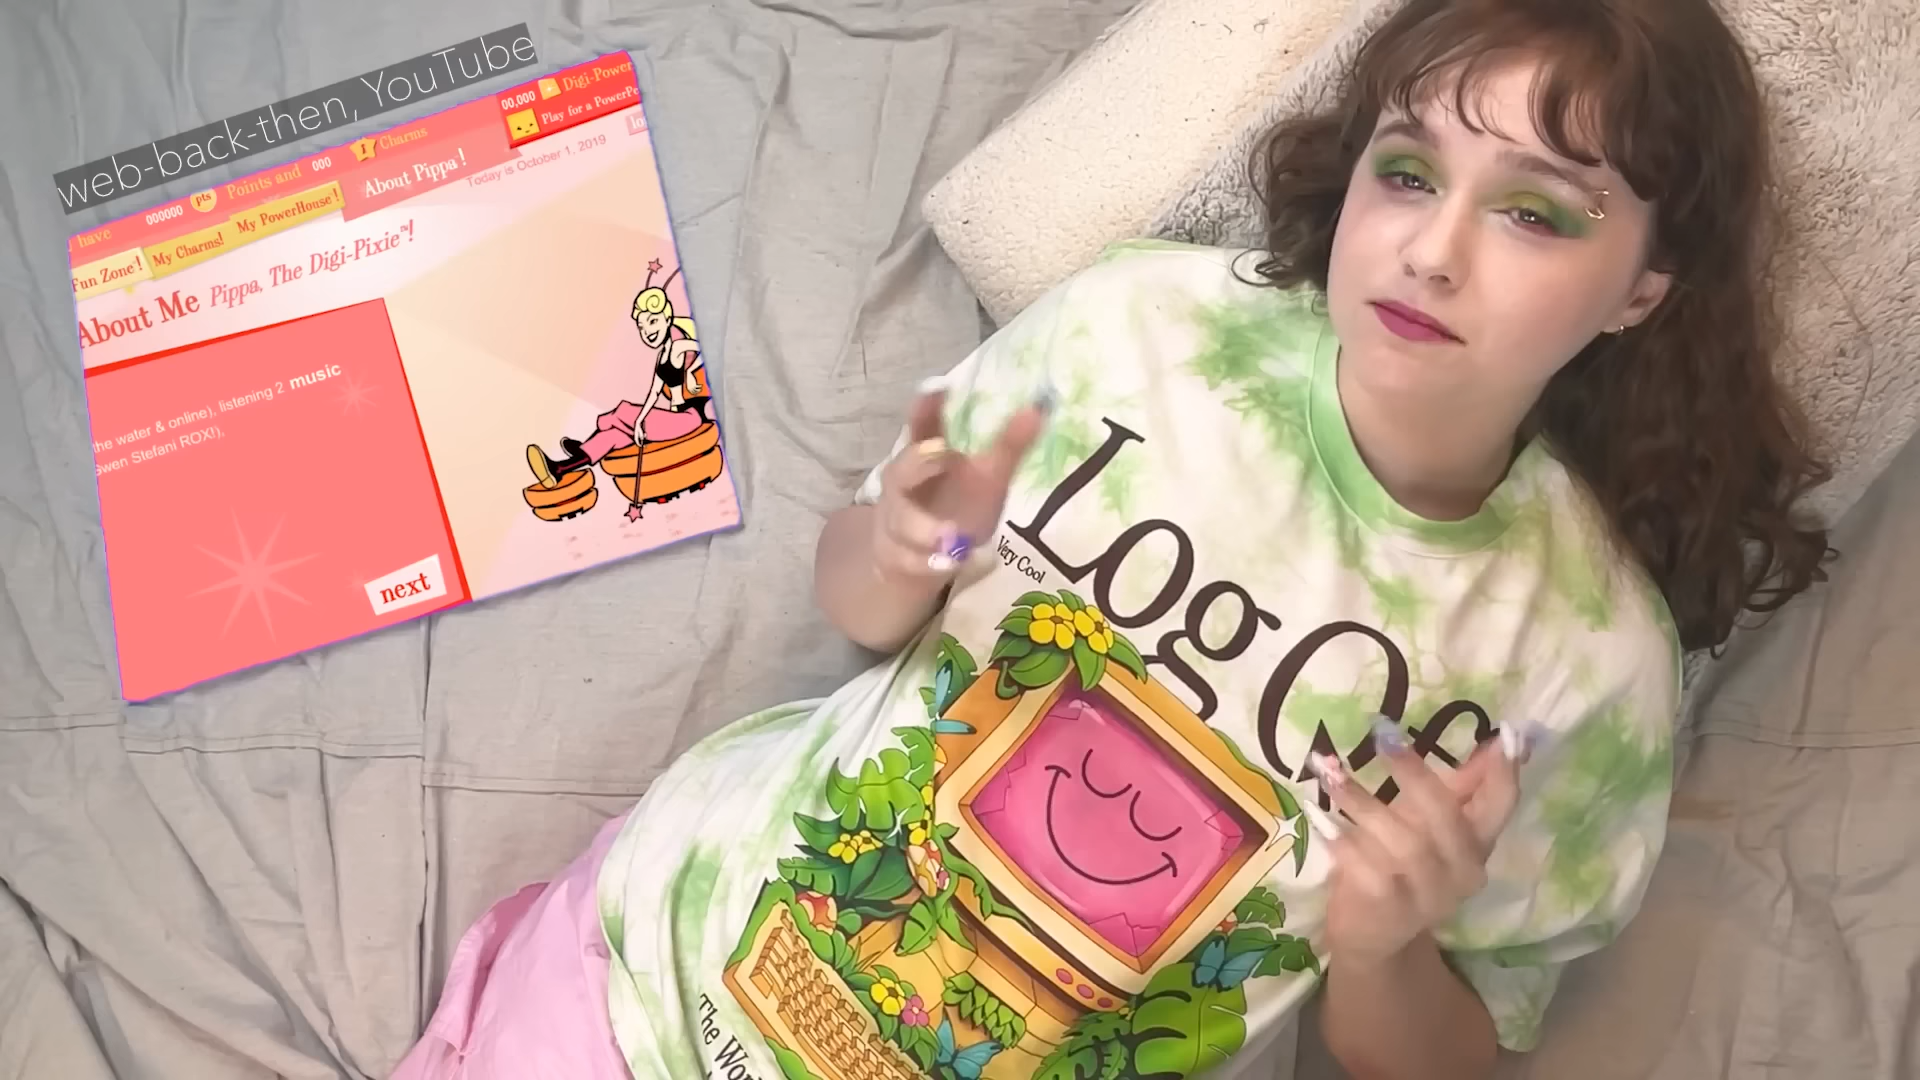 web-back-then, YouTube
have 000000 pts Points and 000 Charms
00,000 Digi-Power
Play for a
Fun Zone! My Charms! My PowerHouse! About Pippa!
Today is October 1, 2019
About Me Pippa, The Digi-Pixie™!
the water & online), listening 2 music
Gwen Stefani ROX!),
next
Log Off
Very Cool
The